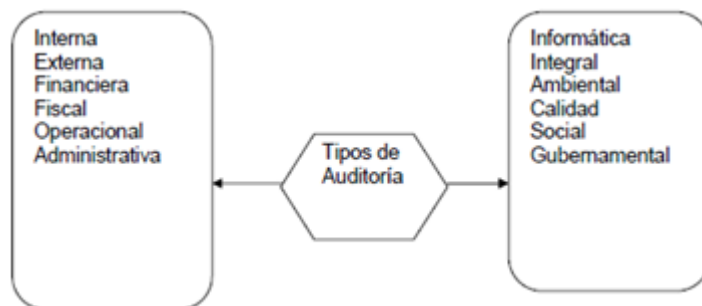 Interna
Externa
Financiera
Fiscal
Operacional
Administrativa
Tipos de
Auditoría
Informática
Integral
Ambiental
Calidad
Social
Gubernamental